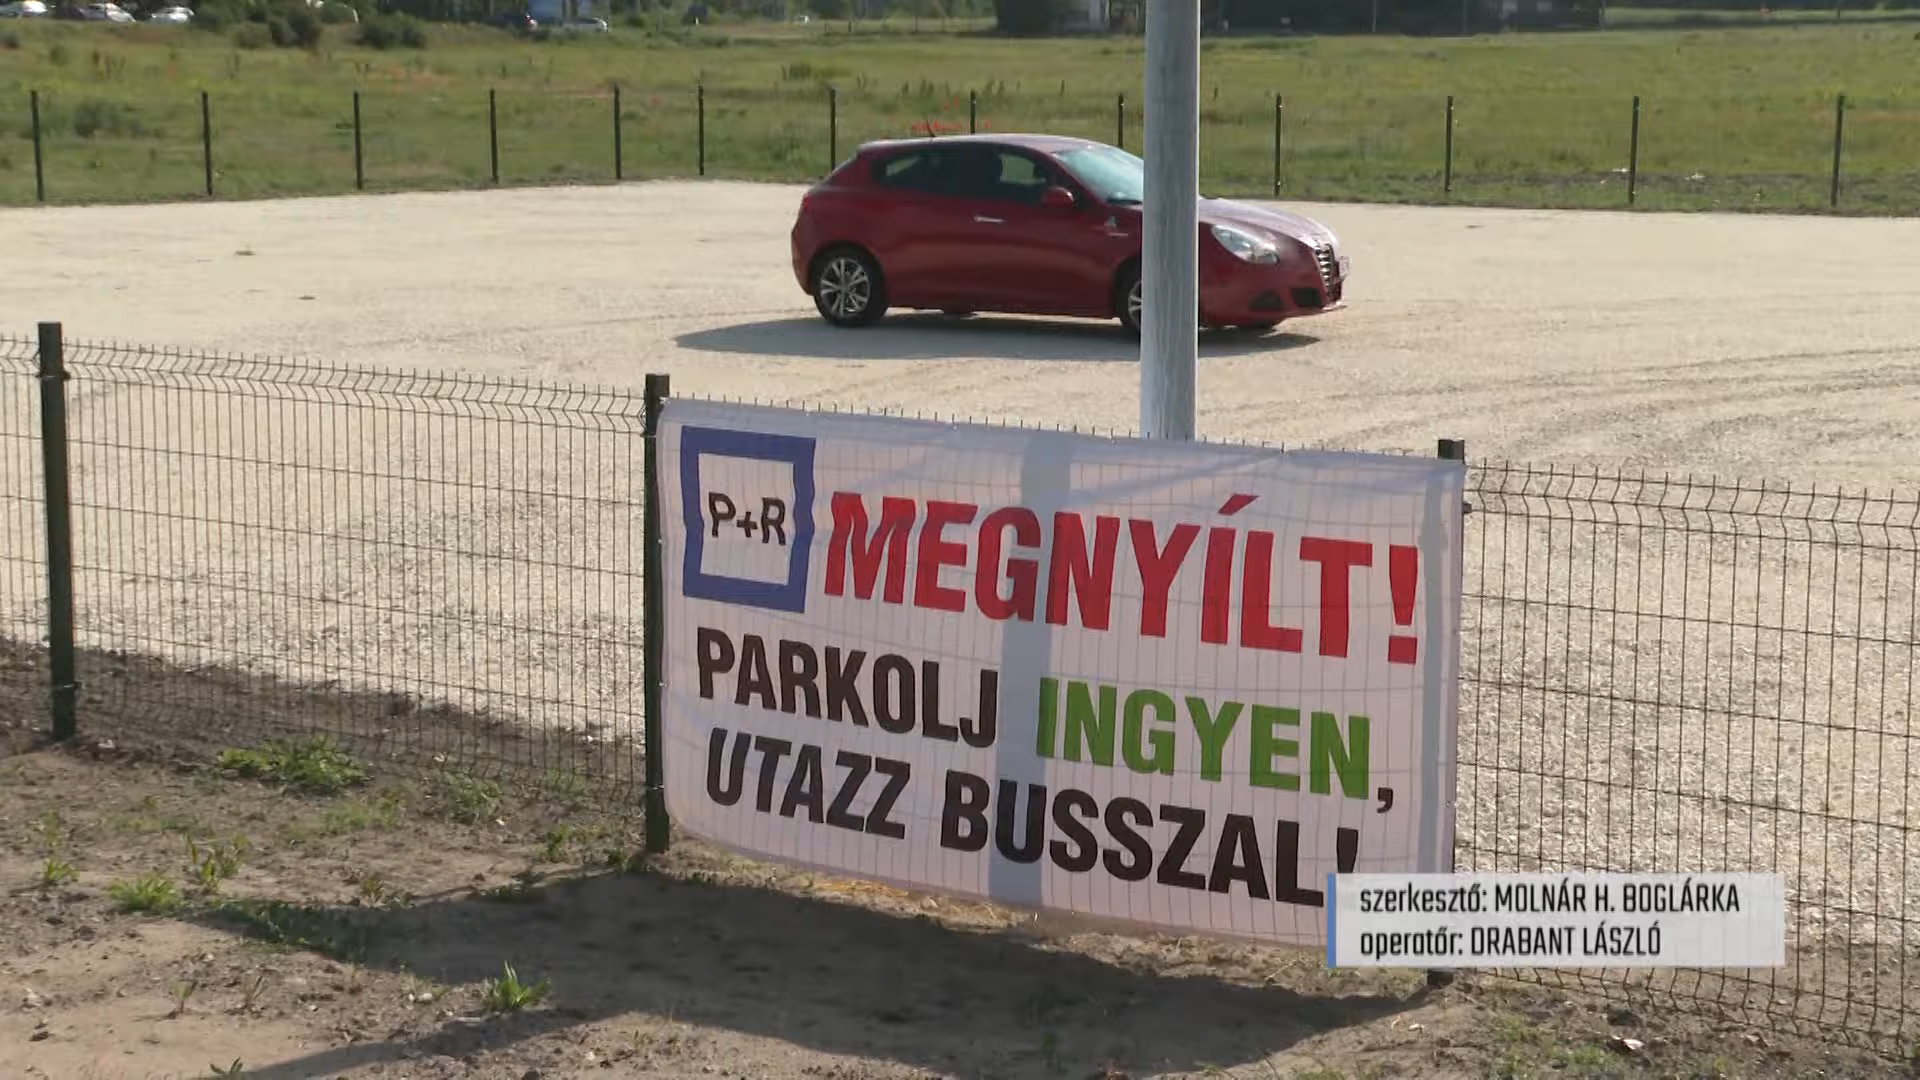 P+R MEGNYÍLT!
PARKOLJ INGYEN,
UTAZZ BUSSZAL!
szerkesztő: MOLNÁR H. BOGLÁRKA
operatőr: DRABANT LÁSZLÓ